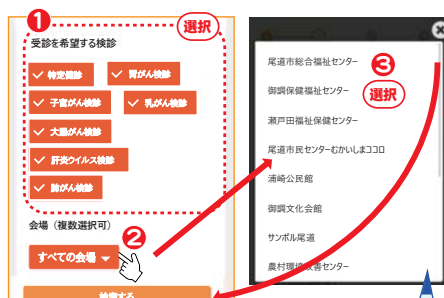 ❶
選択
受診を希望する検診
✓ 特定健診
✓ 胃がん検診
✓ 子宮がん検診
✓ 乳がん検診
✓ 大腸がん検診
✓ 肝炎ウイルス検診
✓ 肺がん検診
会場（複数選択可）
❷
すべての会場
検索する
尾道市総合福祉センター
❸
御調保健福祉センター
選択
瀬戸田福祉保健センター
尾道市民センターむかいしまココロ
浦崎公民館
御調文化会館
サンボル尾道
農村環境改善センター